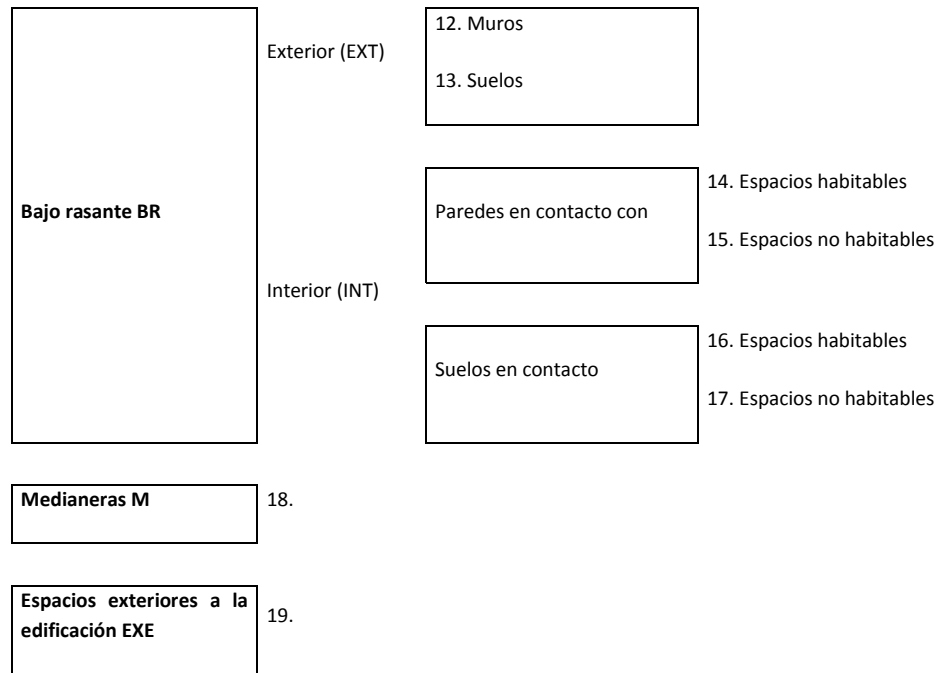 12. Muros
Exterior (EXT)
13. Suelos
14. Espacios habitables
Bajo rasante BR
Paredes en contacto con
15. Espacios no habitables
Interior (INT)
16. Espacios habitables
Suelos en contacto
17. Espacios no habitables
Medianeras M
18.
Espacios exteriores a la
edificación EXE
19.